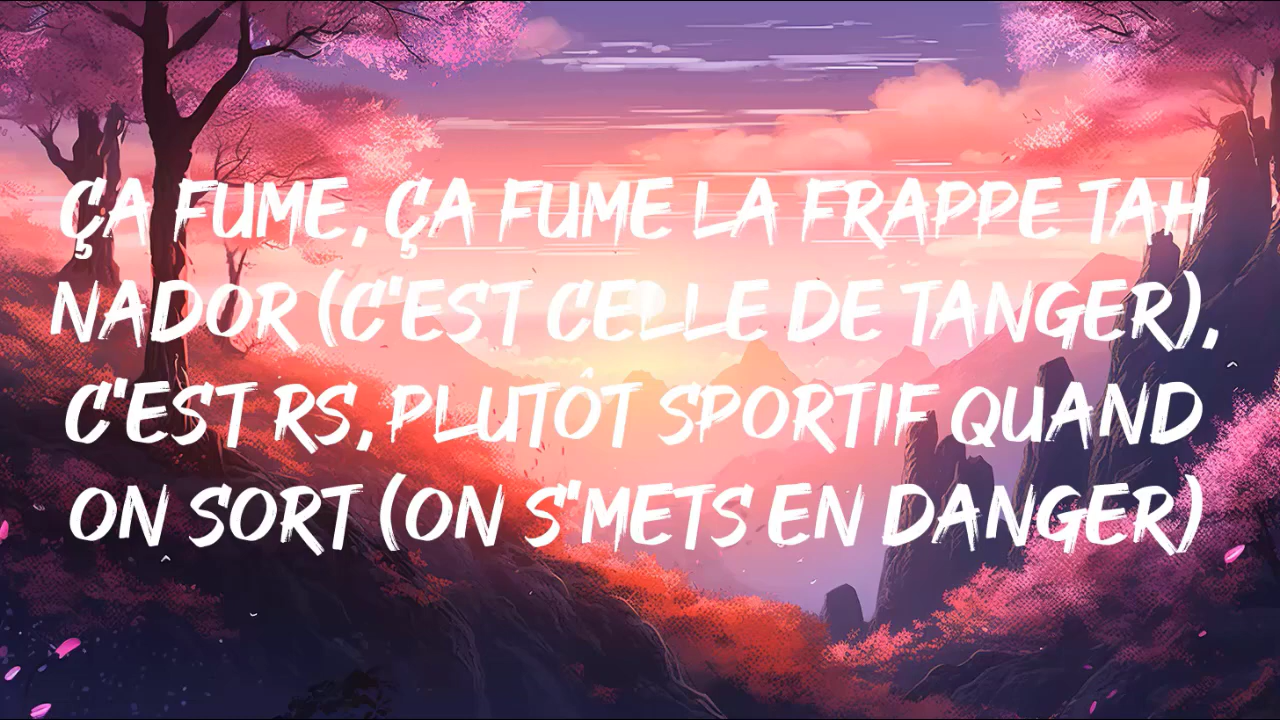 ÇA FUME, ÇA FUME LA FRAPPE TAH
NADOR (C'EST CELLE DE TANGER),
C'EST RS, PLUTÔT SPORTIF QUAND
ON SORT (ON S'METS EN DANGER)